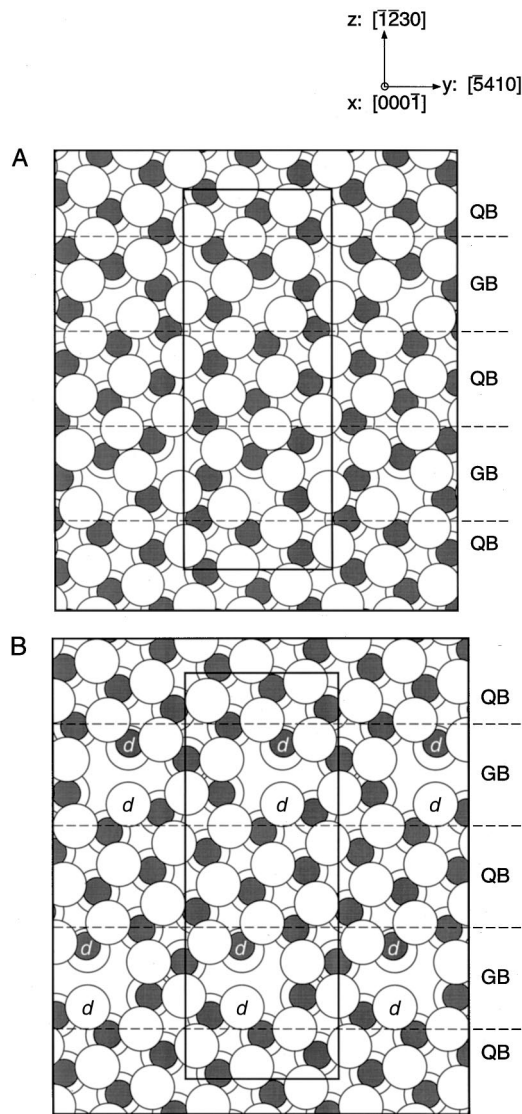 z: [1̅2̅30]
y: [5̅410]
x: [0001̅]
A
QB
GB
QB
GB
QB
B
QB
d d d
GB
d d d
QB
d d d
GB
d d d
QB